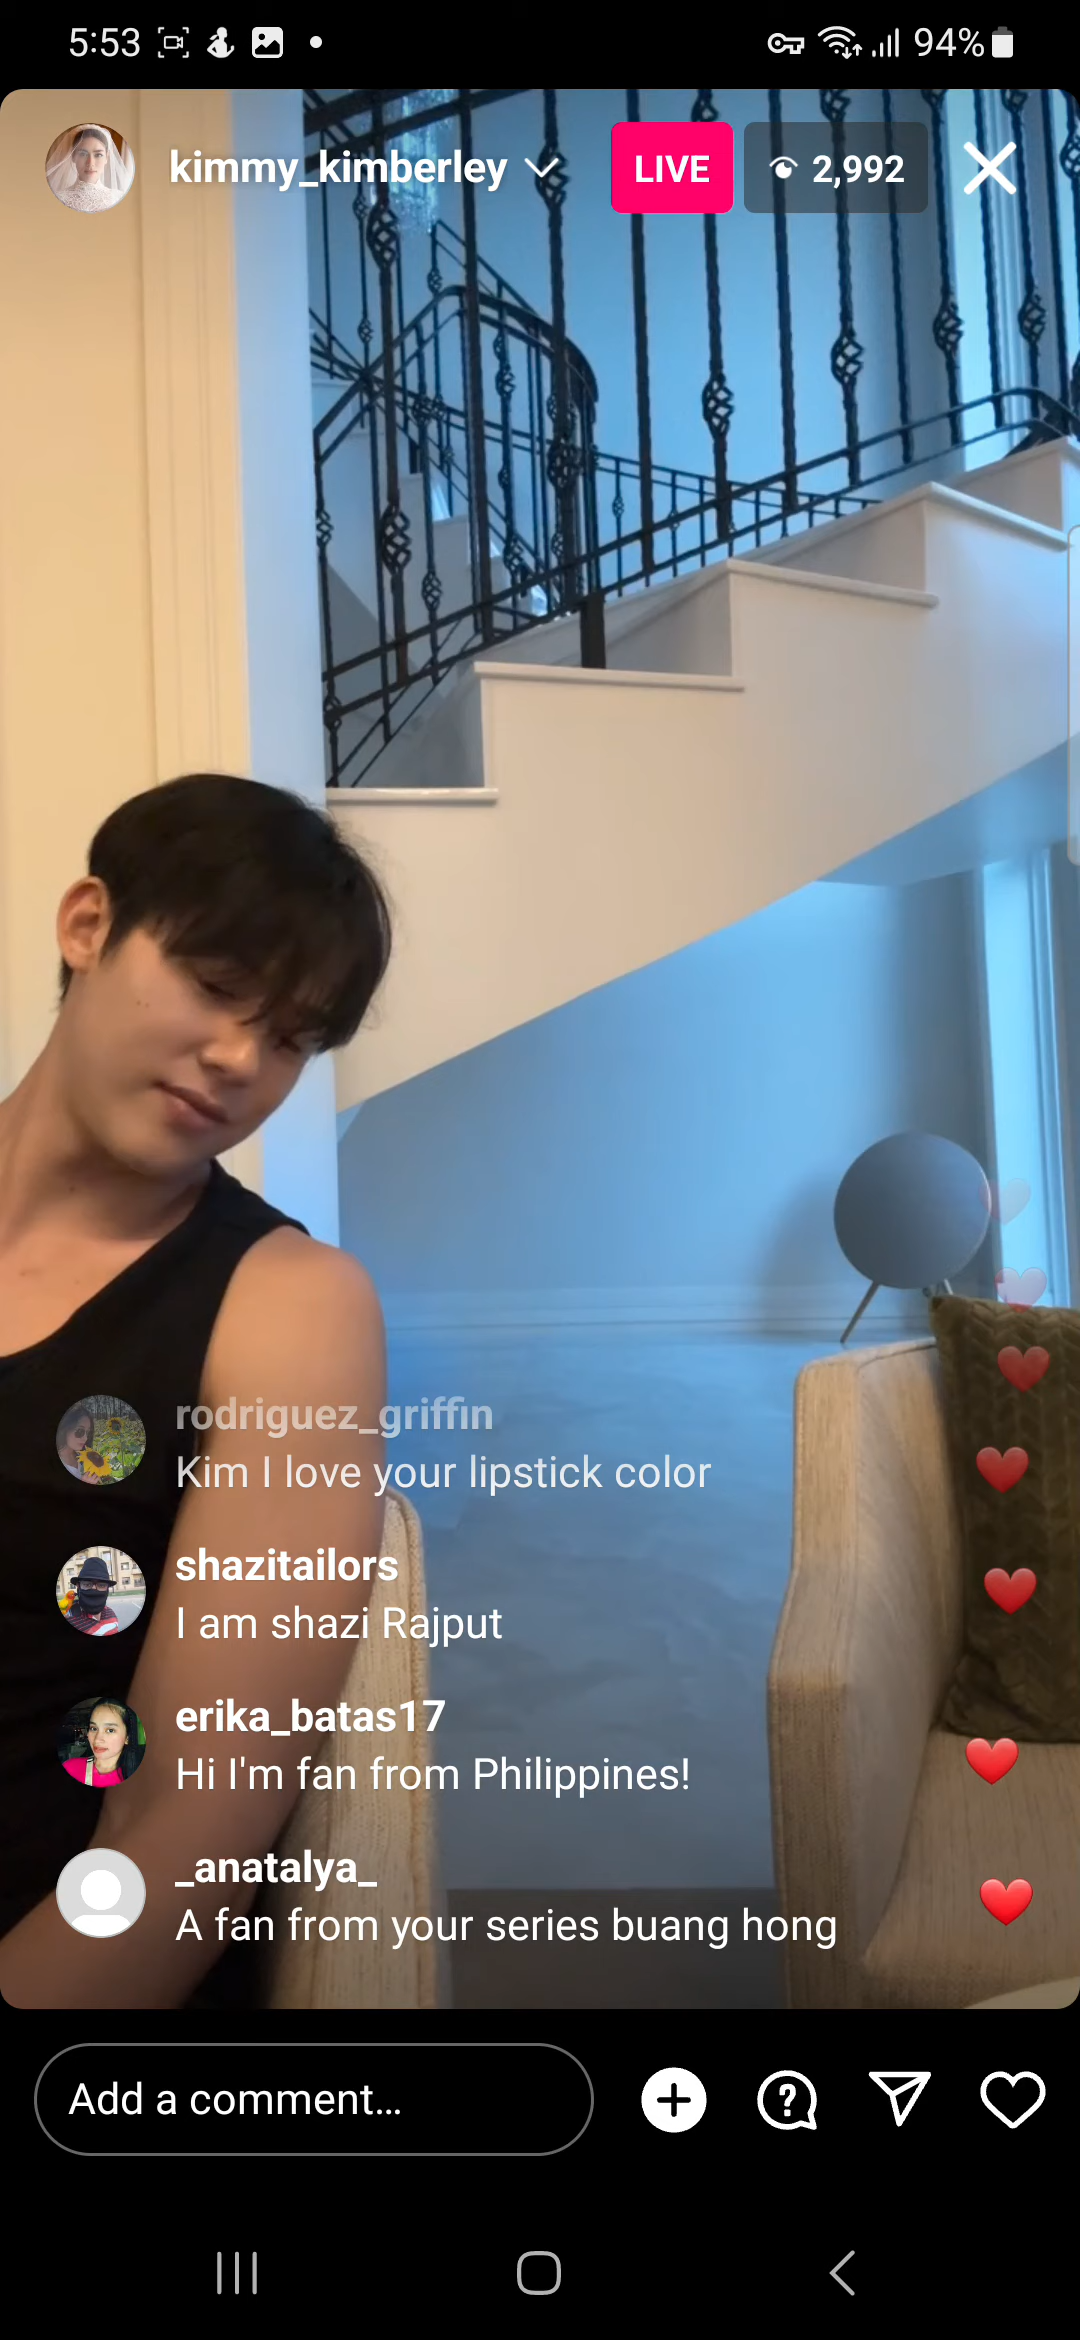 5:53
94%
kimmy_kimberley
LIVE
2,992
rodriguez_griffin
Kim I love your lipstick color
shazitailors
I am shazi Rajput
erika_batas17
Hi I'm fan from Philippines!
_anatalya_
A fan from your series buang hong
Add a comment...